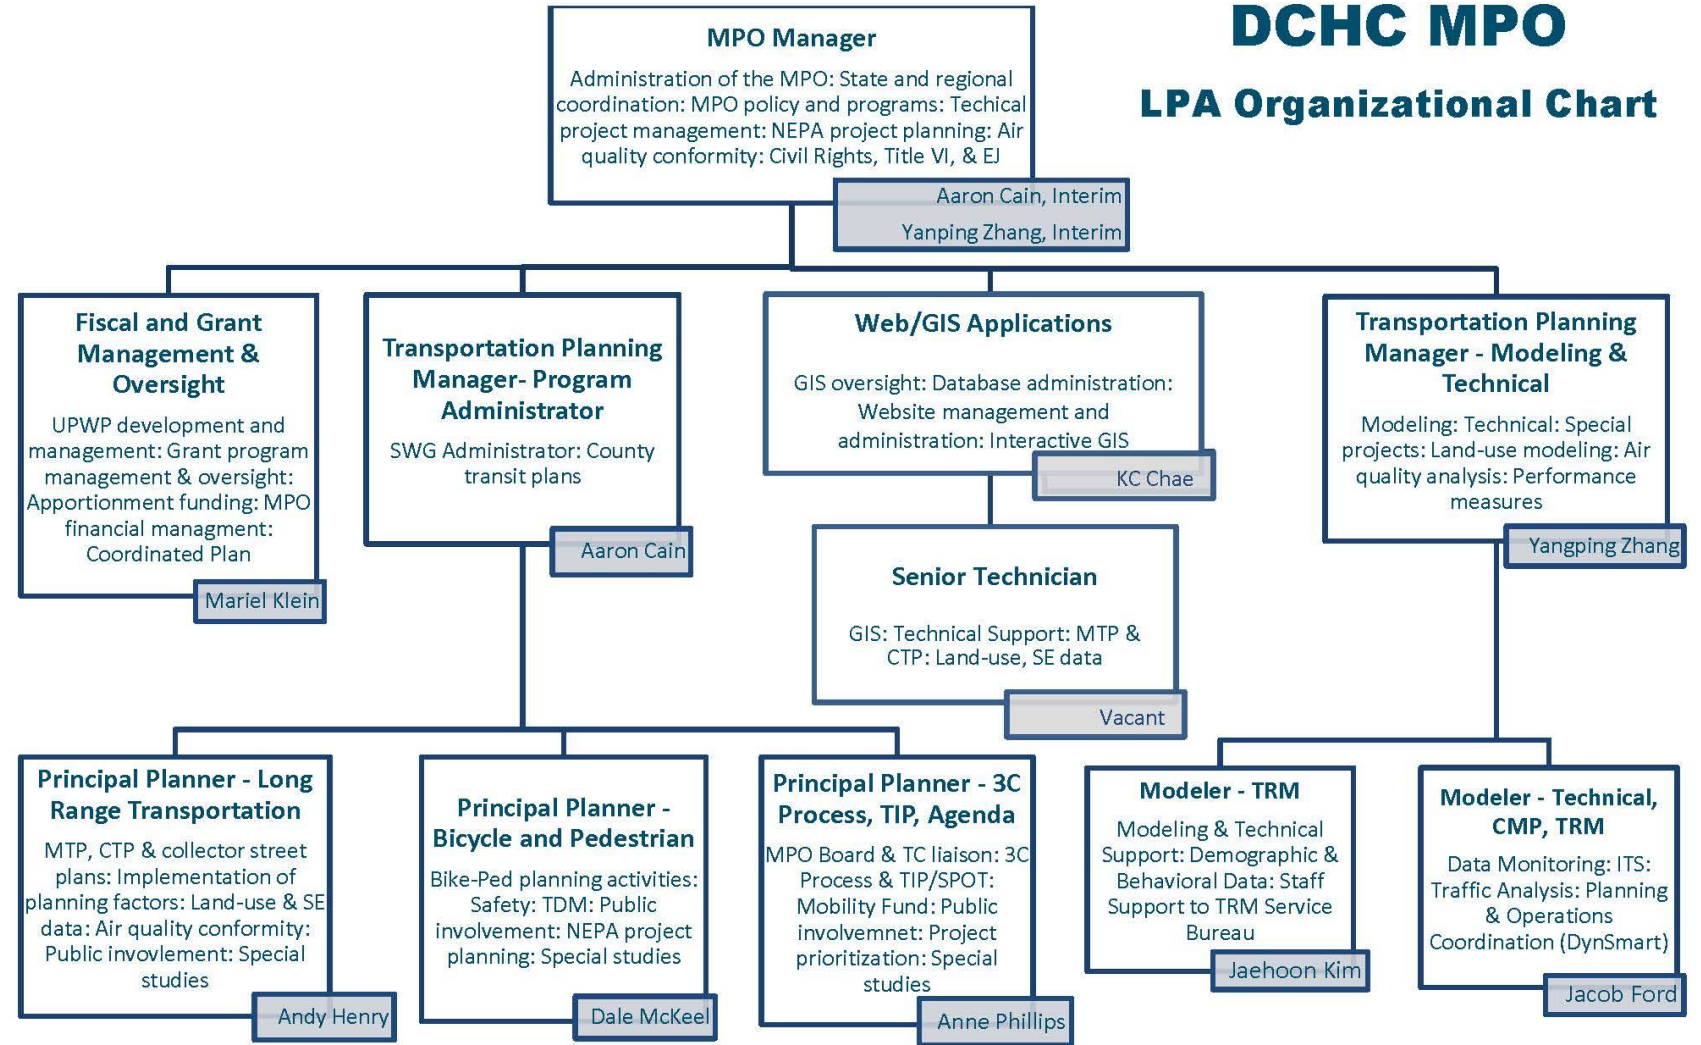 DCHC MPO
LPA Organizational Chart
MPO Manager
Administration of the MPO: State and regional
coordination: MPO policy and programs: Techical
project management: NEPA project planning: Air
quality conformity: Civil Rights, Title VI, & EJ
Aaron Cain, Interim
Yanping Zhang, Interim
Fiscal and Grant
Management &
Oversight
UPWP development and
management: Grant program
management & oversight:
Apportionment funding: MPO
financial managment:
Coordinated Plan
Mariel Klein
Transportation Planning
Manager- Program
Administrator
SWG Administrator: County
transit plans
Aaron Cain
Web/GIS Applications
GIS oversight: Database administration:
Website management and
administration: Interactive GIS
KC Chae
Transportation Planning
Manager - Modeling &
Technical
Modeling: Technical: Special
projects: Land-use modeling: Air
quality analysis: Performance
measures
Yangping Zhang
Senior Technician
GIS: Technical Support: MTP &
CTP: Land-use, SE data
Vacant
Principal Planner - Long
Range Transportation
MTP, CTP & collector street
plans: Implementation of
planning factors: Land-use & SE
data: Air quality conformity:
Public invovlement: Special
studies
Andy Henry
Principal Planner -
Bicycle and Pedestrian
Bike-Ped planning activities:
Safety: TDM: Public
involvement: NEPA project
planning: Special studies
Dale McKeel
Principal Planner - 3C
Process, TIP, Agenda
MPO Board & TC liaison: 3C
Process & TIP/SPOT:
Mobility Fund: Public
involvemnet: Project
prioritization: Special
studies
Anne Phillips
Modeler - TRM
Modeling & Technical
Support: Demographic &
Behavioral Data: Staff
Support to TRM Service
Bureau
Jaehoon Kim
Modeler - Technical,
CMP, TRM
Data Monitoring: ITS:
Traffic Analysis: Planning
& Operations
Coordination (DynSmart)
Jacob Ford